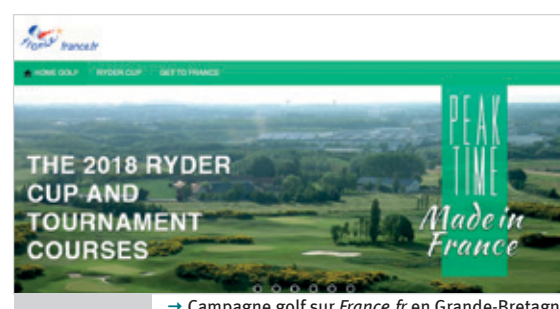 France france.fr
HOME GOLF RYDER CUP GET TO FRANCE
THE 2018 RYDER
CUP AND
TOURNAMENT
COURSES
PEAK
TIME
Made in
France
→ Campagne golf sur France.fr en Grande-Bretagn